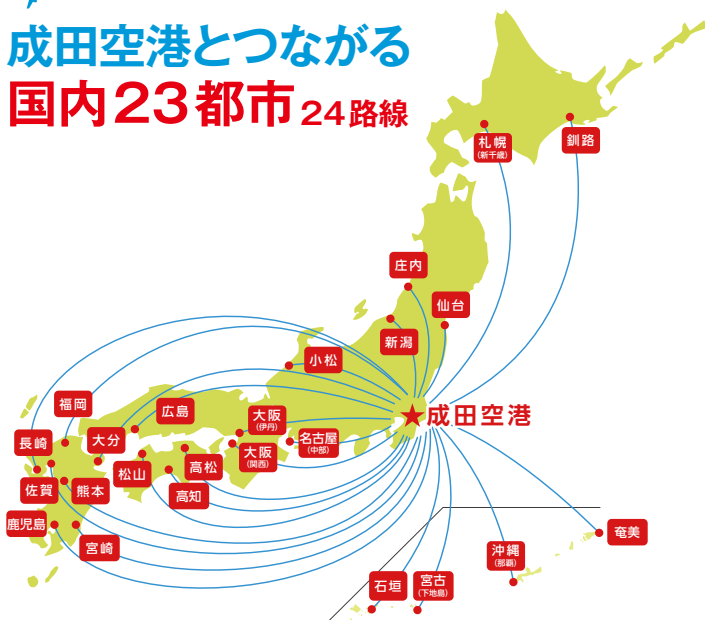 成田空港とつながる
国内23都市 24路線
札幌
(新千歳)
釧路
庄内
仙台
新潟
小松
福岡
広島
大阪
(伊丹)
成田空港
長崎
大分
名古屋
(中部)
大阪
(関西)
松山
高松
佐賀
熊本
高知
鹿児島
宮崎
奄美
沖縄
(那覇)
石垣
宮古
(下地島)